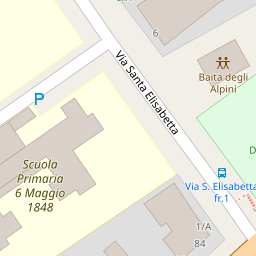 6
Via Santa Elisabetta
Baita degli
Alpini
P
Scuola
Primaria
6 Maggio
1848
Via S. Elisabetta
fr.1
1/A
84